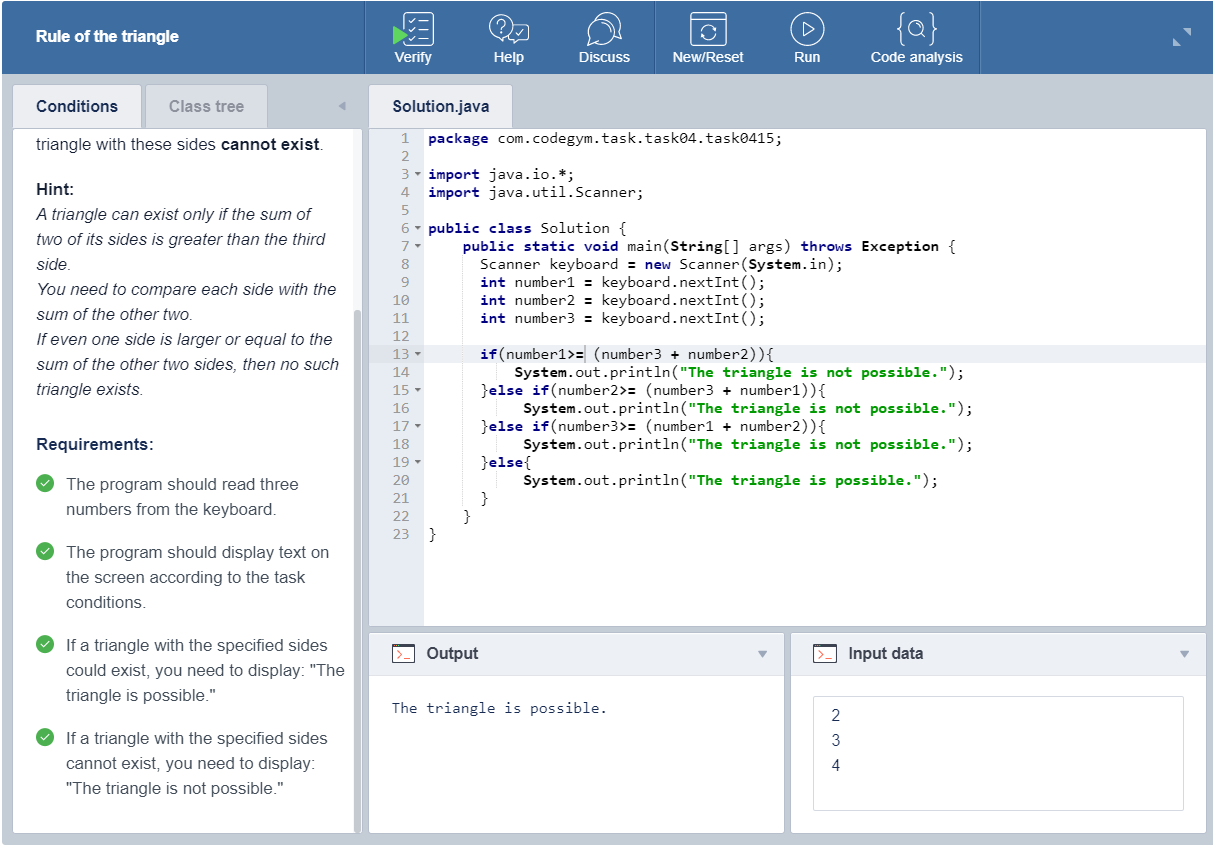 Rule of the triangle
Verify
Help
Discuss
New/Reset
Run
Code analysis
Conditions
Class tree
triangle with these sides cannot exist.
Hint:
A triangle can exist only if the sum of
two of its sides is greater than the third
side.
You need to compare each side with the
sum of the other two.
If even one side is larger or equal to the
sum of the other two sides, then no such
triangle exists.
Requirements:
The program should read three
numbers from the keyboard.
The program should display text on
the screen according to the task
conditions.
If a triangle with the specified sides
could exist, you need to display: "The
triangle is possible."
If a triangle with the specified sides
cannot exist, you need to display:
"The triangle is not possible."
Solution.java
1 package com.codegym.task.task04.task0415;
2
3 import java.io.*;
4 import java.util.Scanner;
5
6 public class Solution {
7 public static void main(String[] args) throws Exception {
8 Scanner keyboard = new Scanner(System.in);
9 int number1 = keyboard.nextInt();
10 int number2 = keyboard.nextInt();
11 int number3 = keyboard.nextInt();
12
13 if(number1>= (number3 + number2)){
14 System.out.println("The triangle is not possible.");
15 }else if(number2>= (number3 + number1)){
16 System.out.println("The triangle is not possible.");
17 }else if(number3>= (number1 + number2)){
18 System.out.println("The triangle is not possible.");
19 }else{
20 System.out.println("The triangle is possible.");
21 }
22 }
23 }
Output
The triangle is possible.
Input data
2
3
4